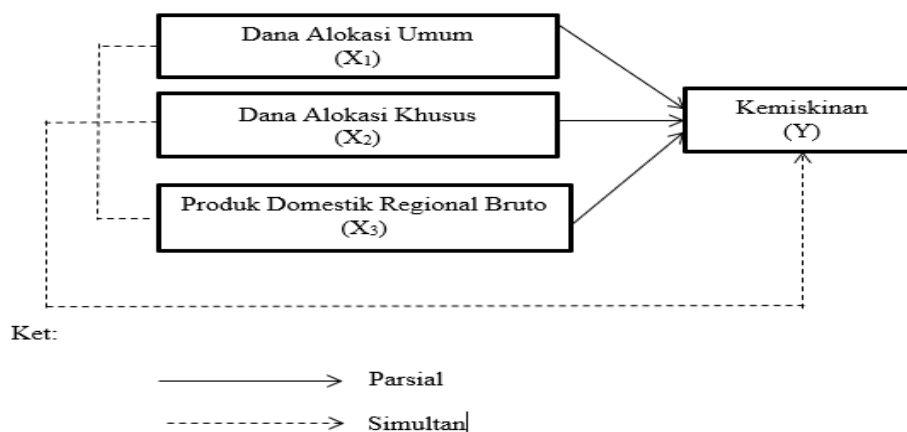 Dana Alokasi Umum
(X₁)
Dana Alokasi Khusus
(X₂)
Produk Domestik Regional Bruto
(X₃)
Kemiskinan
(Y)
Ket:
Parsial
Simultan